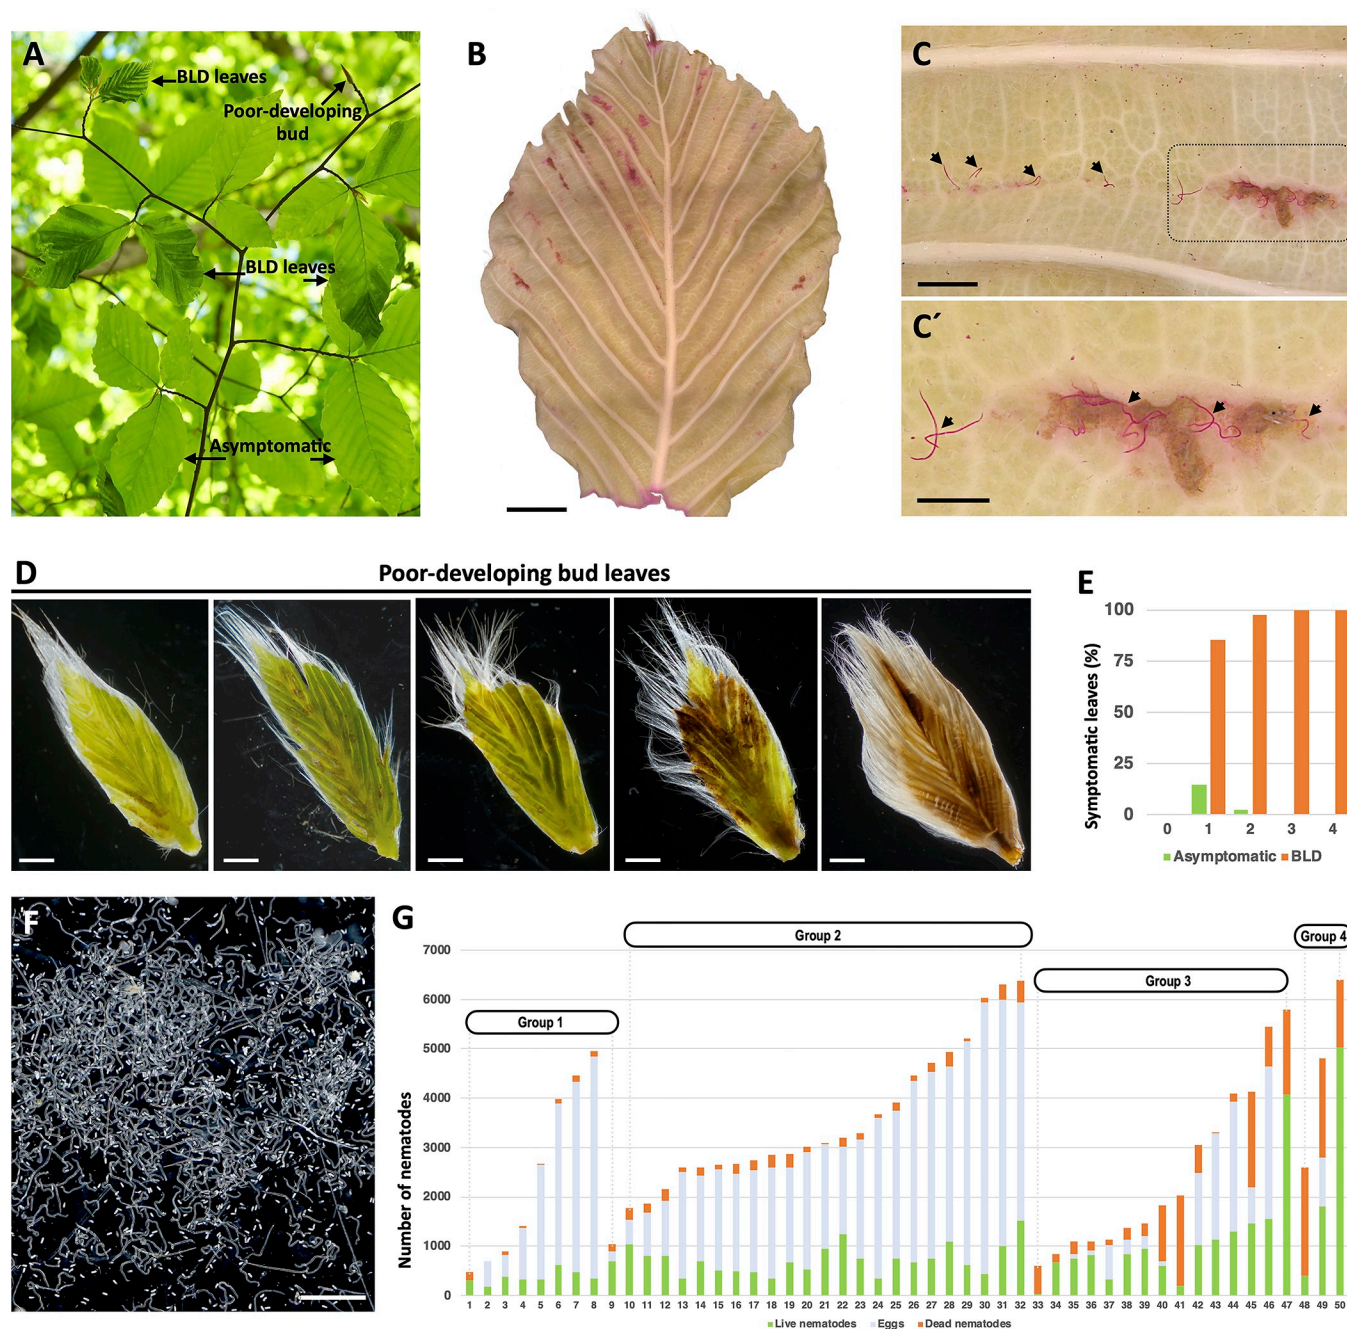 A
BLD leaves
Poor-developing
bud
BLD leaves
Asymptomatic
B
C
C´
D
Poor-developing bud leaves
E
Symptomatic leaves (%)
100
75
50
25
0
0 1 2 3 4
Asymptomatic BLD
F
G
Group 1
Group 2
Group 3
Group 4
Number of nematodes
7000
6000
5000
4000
3000
2000
1000
0
1 2 3 4 5 6 7 8 9 10 11 12 13 14 15 16 17 18 19 20 21 22 23 24 25 26 27 28 29 30 31 32 33 34 35 36 37 38 39 40 41 42 43 44 45 46 47 48 49 50
Live nematodes Eggs Dead nematodes